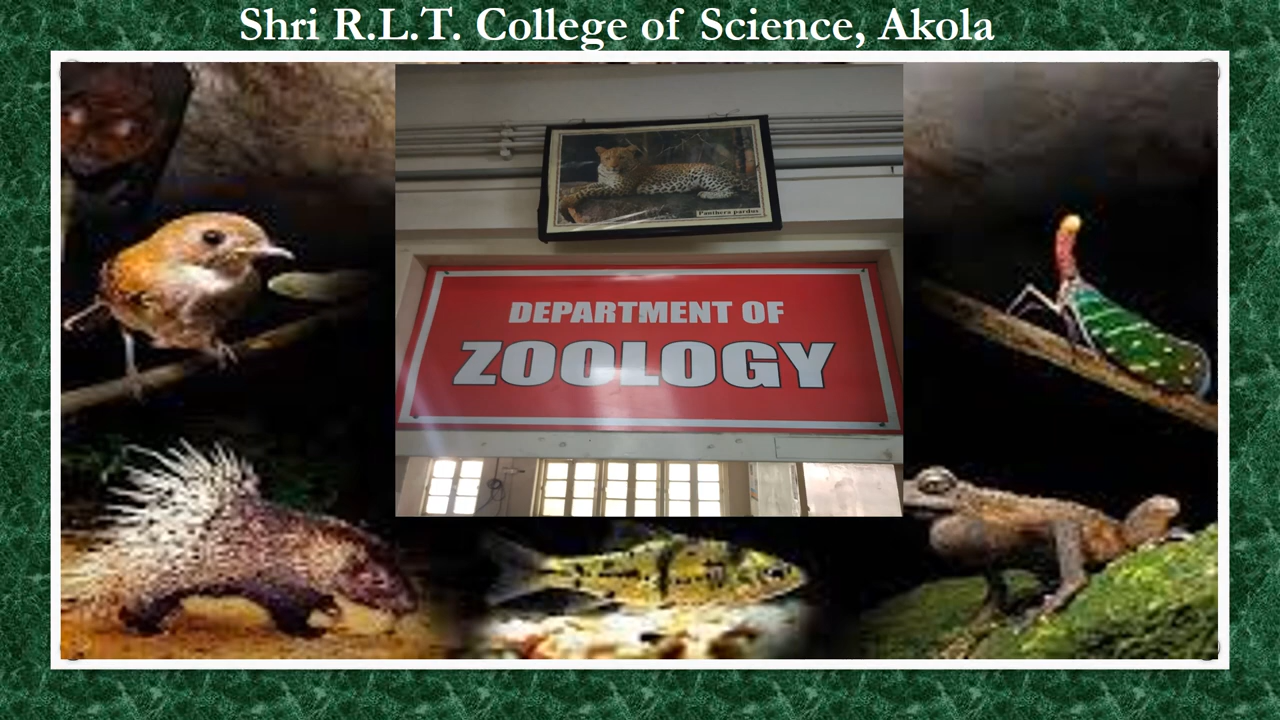 Shri R.L.T. College of Science, Akola
Panthera pardus
DEPARTMENT OF
ZOOLOGY